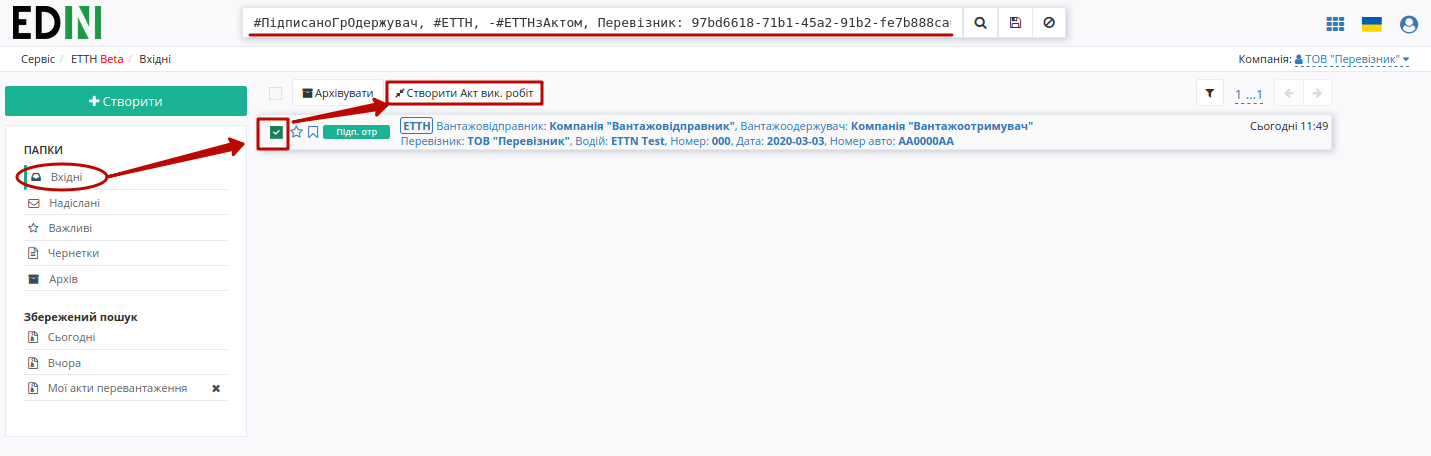 EDIN
#ПідписаноГрОдержувач, #ЕТТН, -#ЕТТНзАктом, Перевізник: 97bd6618-71b1-45a2-91b2-fe7b888ca
Сервіс / ЕТТН Beta / Вхідні
Компанія: ТОВ "Перевізник"
Створити
Архівувати
Створити Акт вик. робіт
1 ...1
Підп. отр
ЕТТН Вантажовідправник: Компанія "Вантажовідправник", Вантажоодержувач: Компанія "Вантажоотримувач"
Сьогодні 11:49
Перевізник: ТОВ "Перевізник", Водій: ETTN Test, Номер: 000, Дата: 2020-03-03, Номер авто: АА0000АА
ПАПКИ
Вхідні
Надіслані
Важливі
Чернетки
Архів
Збережений пошук
Сьогодні
Вчора
Мої акти перевантаження